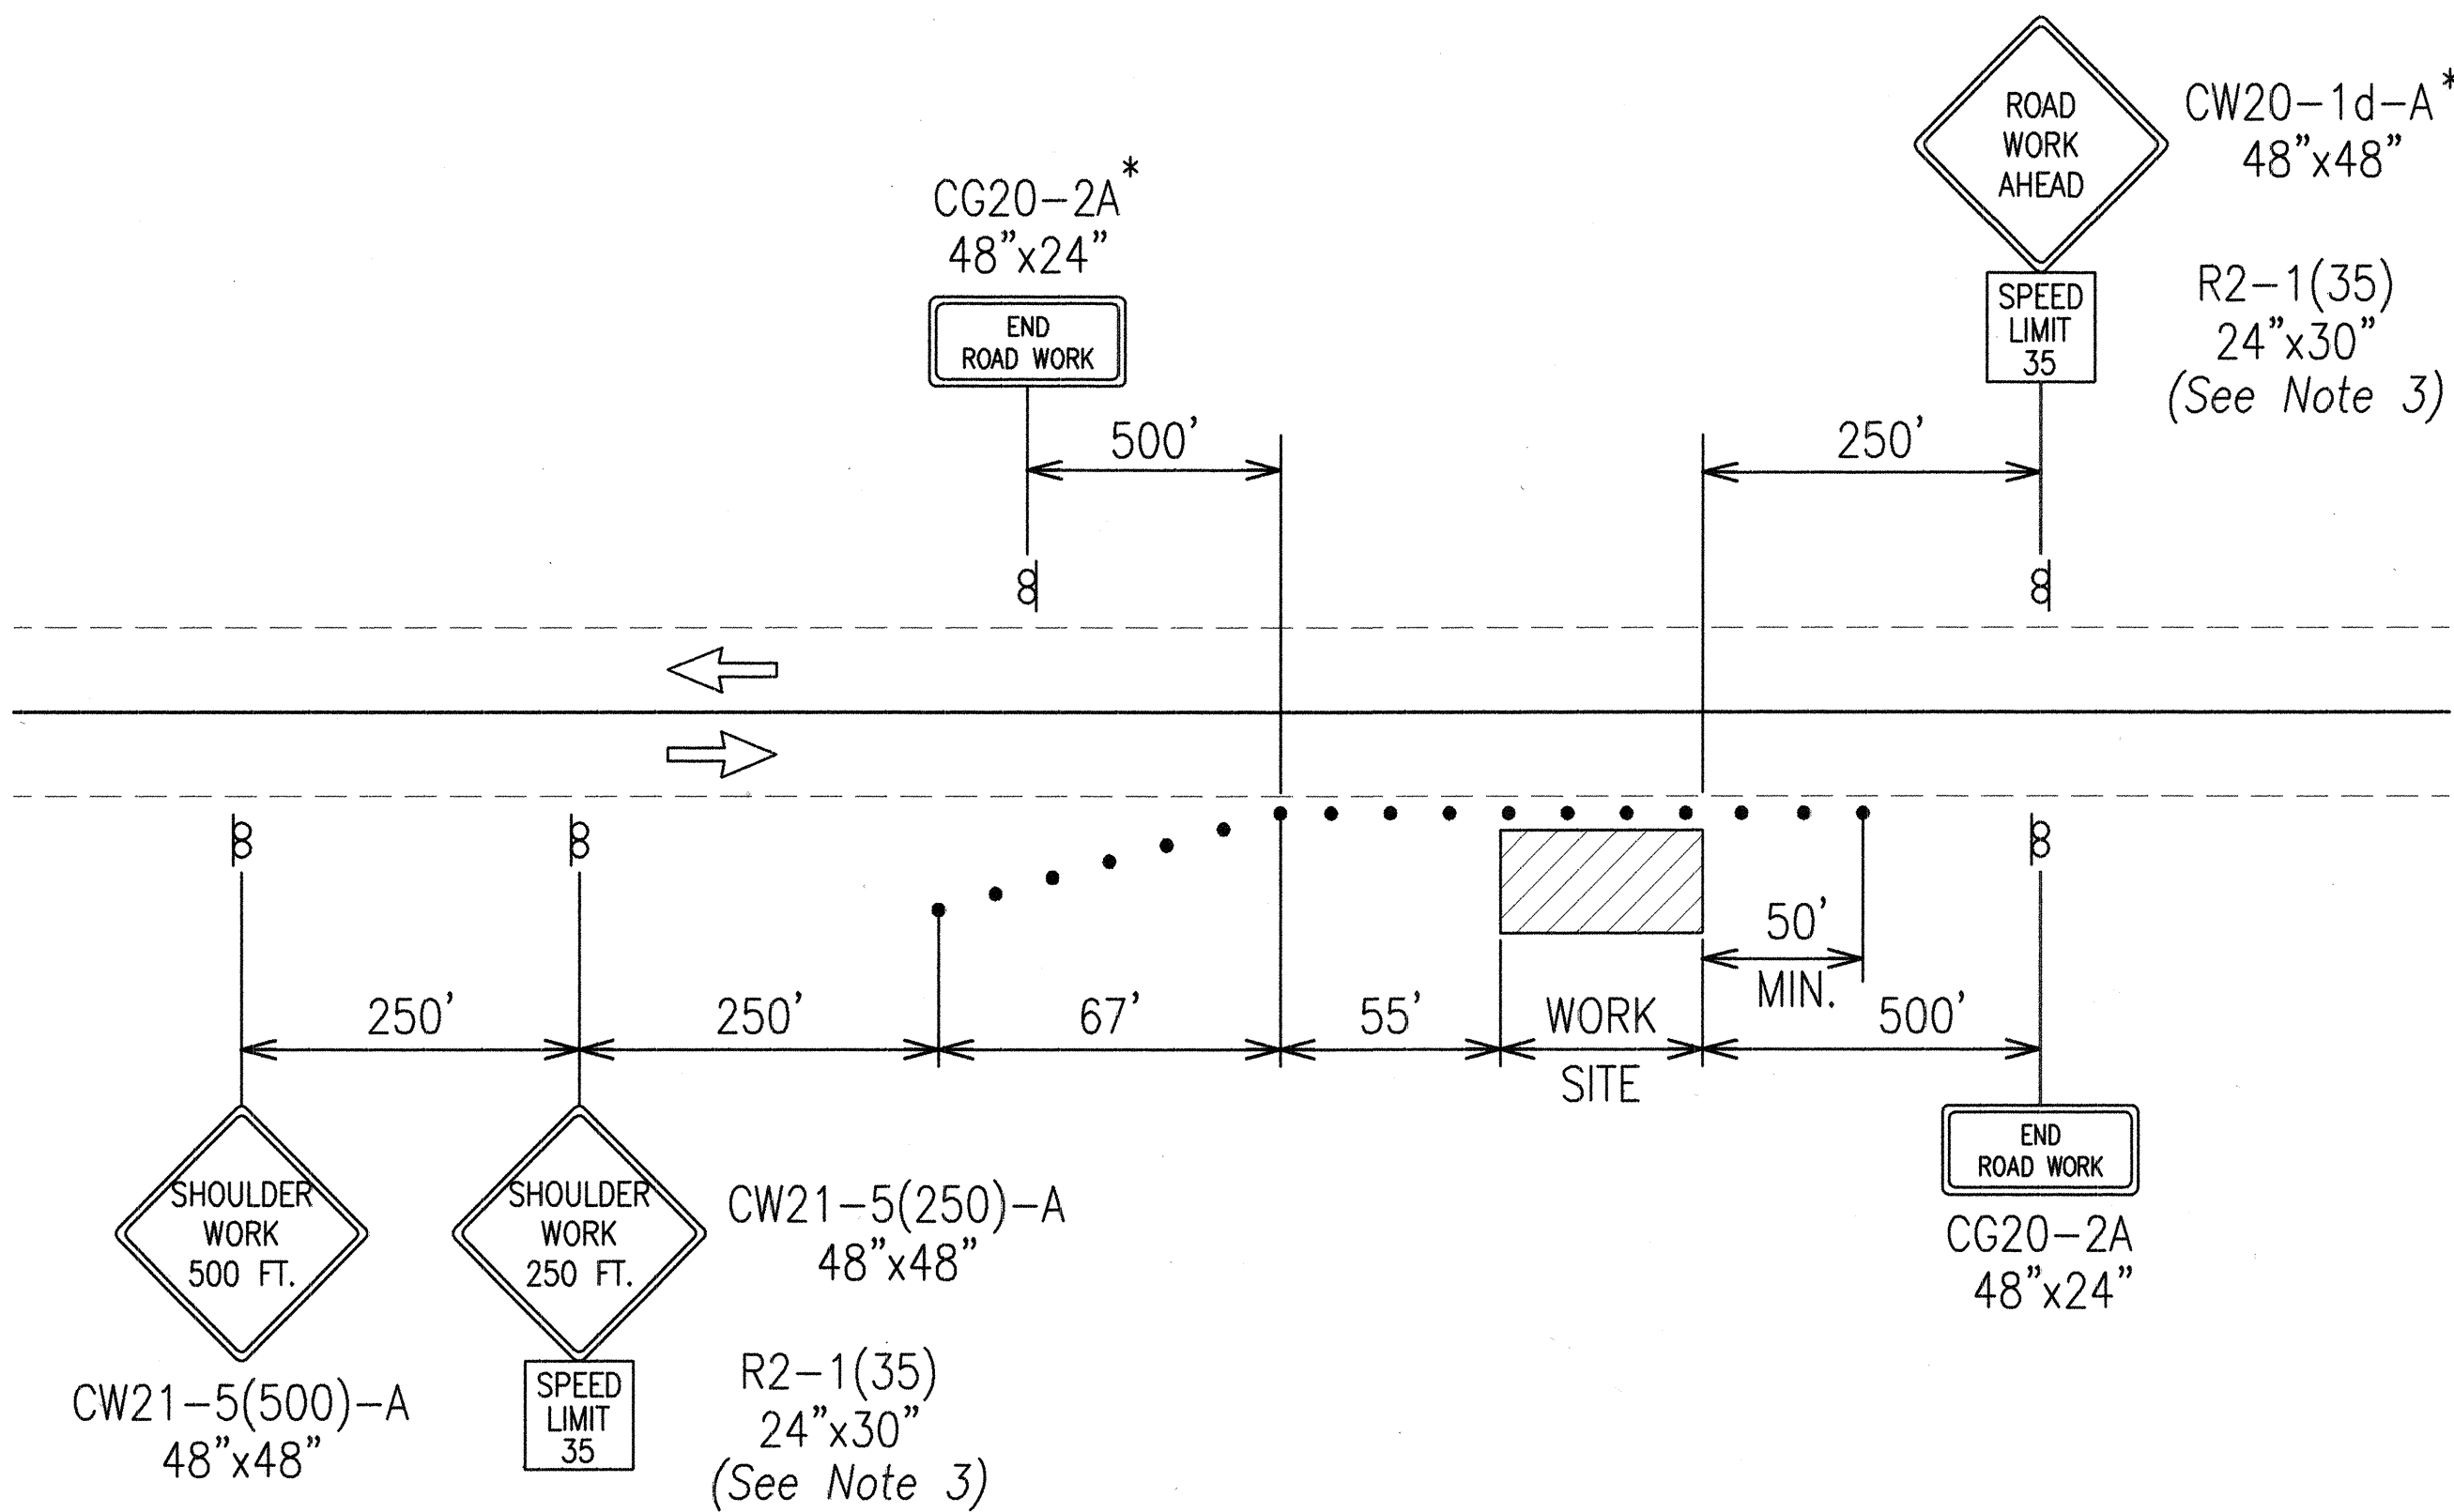 ROAD
WORK
AHEAD
CW20-1d-A*
48"x48"
SPEED
LIMIT
35
R2-1(35)
24"x30"
(See Note 3)
CG20-2A*
48"x24"
END
ROAD WORK
500'
250'
50'
MIN.
250'
250'
67'
55'
WORK
SITE
500'
SHOULDER
WORK
500 FT.
CW21-5(500)-A
48"x48"
SHOULDER
WORK
250 FT.
CW21-5(250)-A
48"x48"
SPEED
LIMIT
35
R2-1(35)
24"x30"
(See Note 3)
END
ROAD WORK
CG20-2A
48"x24"